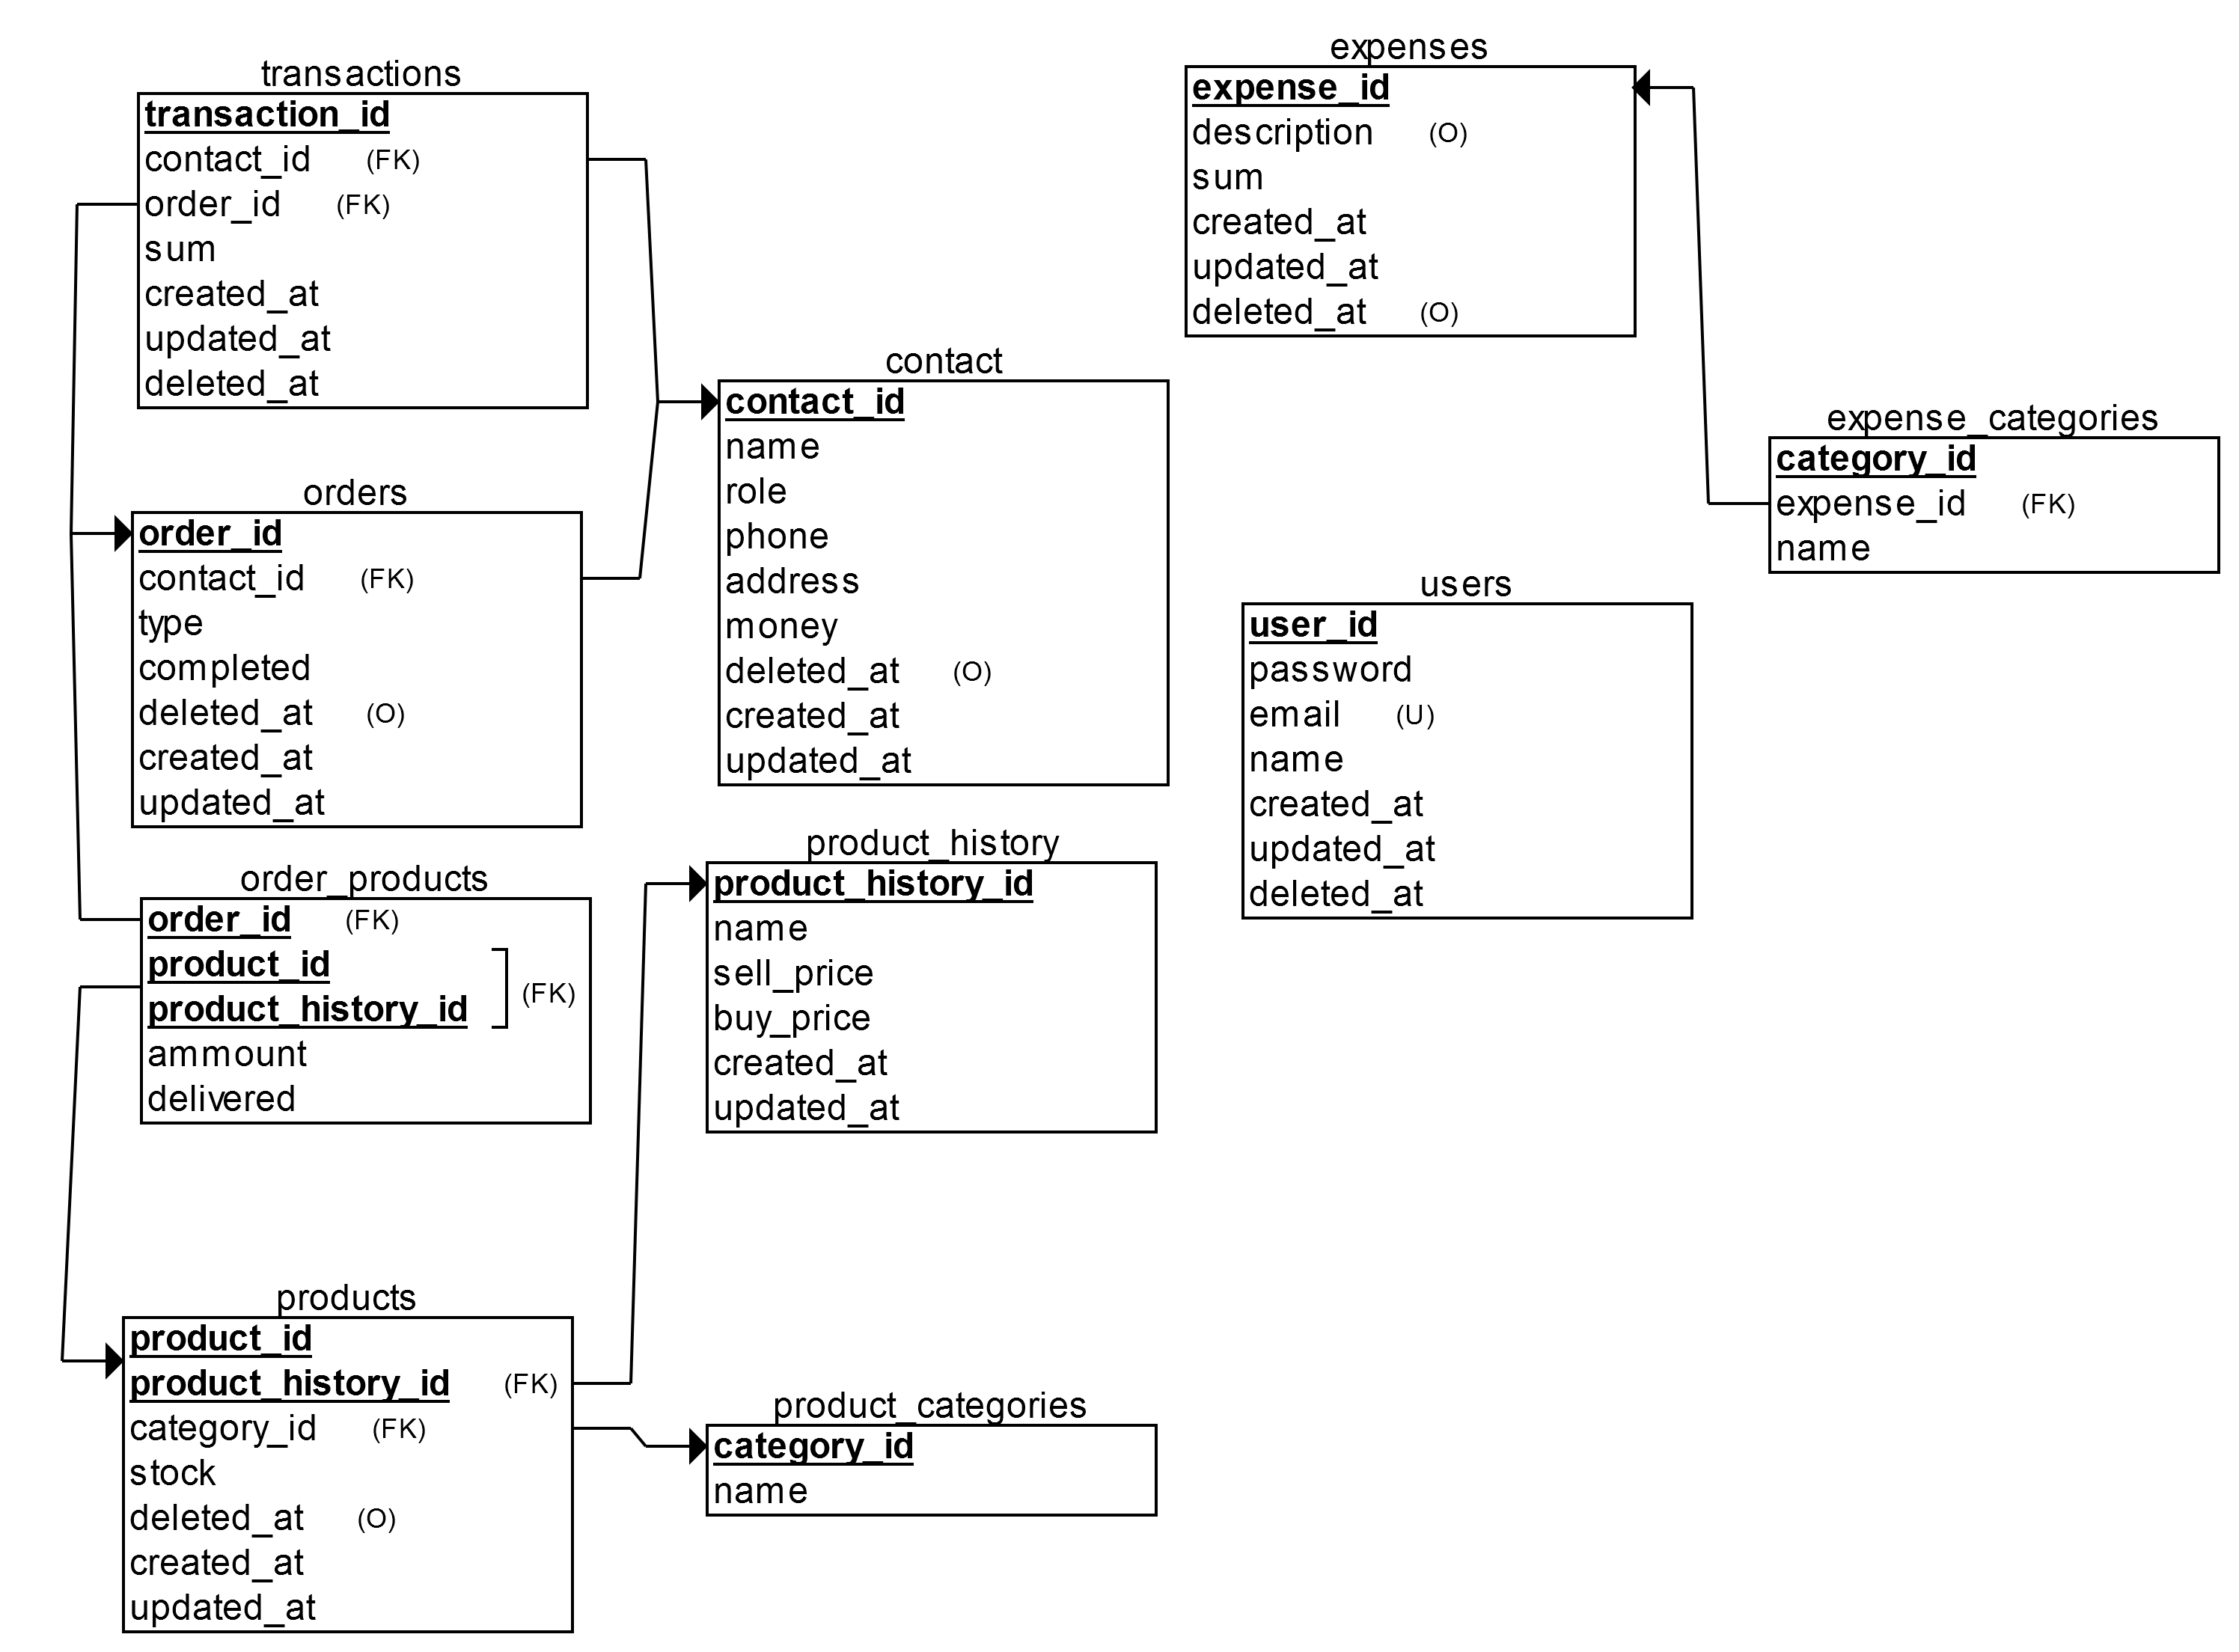 transactions
transaction_id
contact_id (FK)
order_id (FK)
sum
created_at
updated_at
deleted_at
orders
order_id
contact_id (FK)
type
completed
deleted_at (O)
created_at
updated_at
order_products
order_id (FK)
product_id
product_history_id
(FK)
ammount
delivered
products
product_id
product_history_id (FK)
category_id (FK)
stock
deleted_at (O)
created_at
updated_at
contact
contact_id
name
role
phone
address
money
deleted_at (O)
created_at
updated_at
product_history
product_history_id
name
sell_price
buy_price
created_at
updated_at
product_categories
category_id
name
expenses
expense_id
description (O)
sum
created_at
updated_at
deleted_at (O)
users
user_id
password
email (U)
name
created_at
updated_at
deleted_at
expense_categories
category_id
expense_id (FK)
name